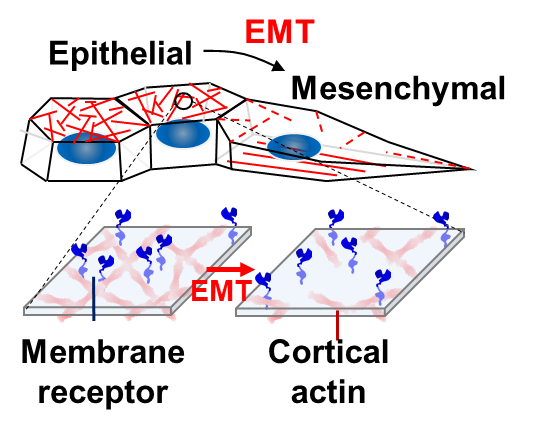 EMT
Epithelial
Mesenchymal
EMT
Membrane
receptor
Cortical
actin